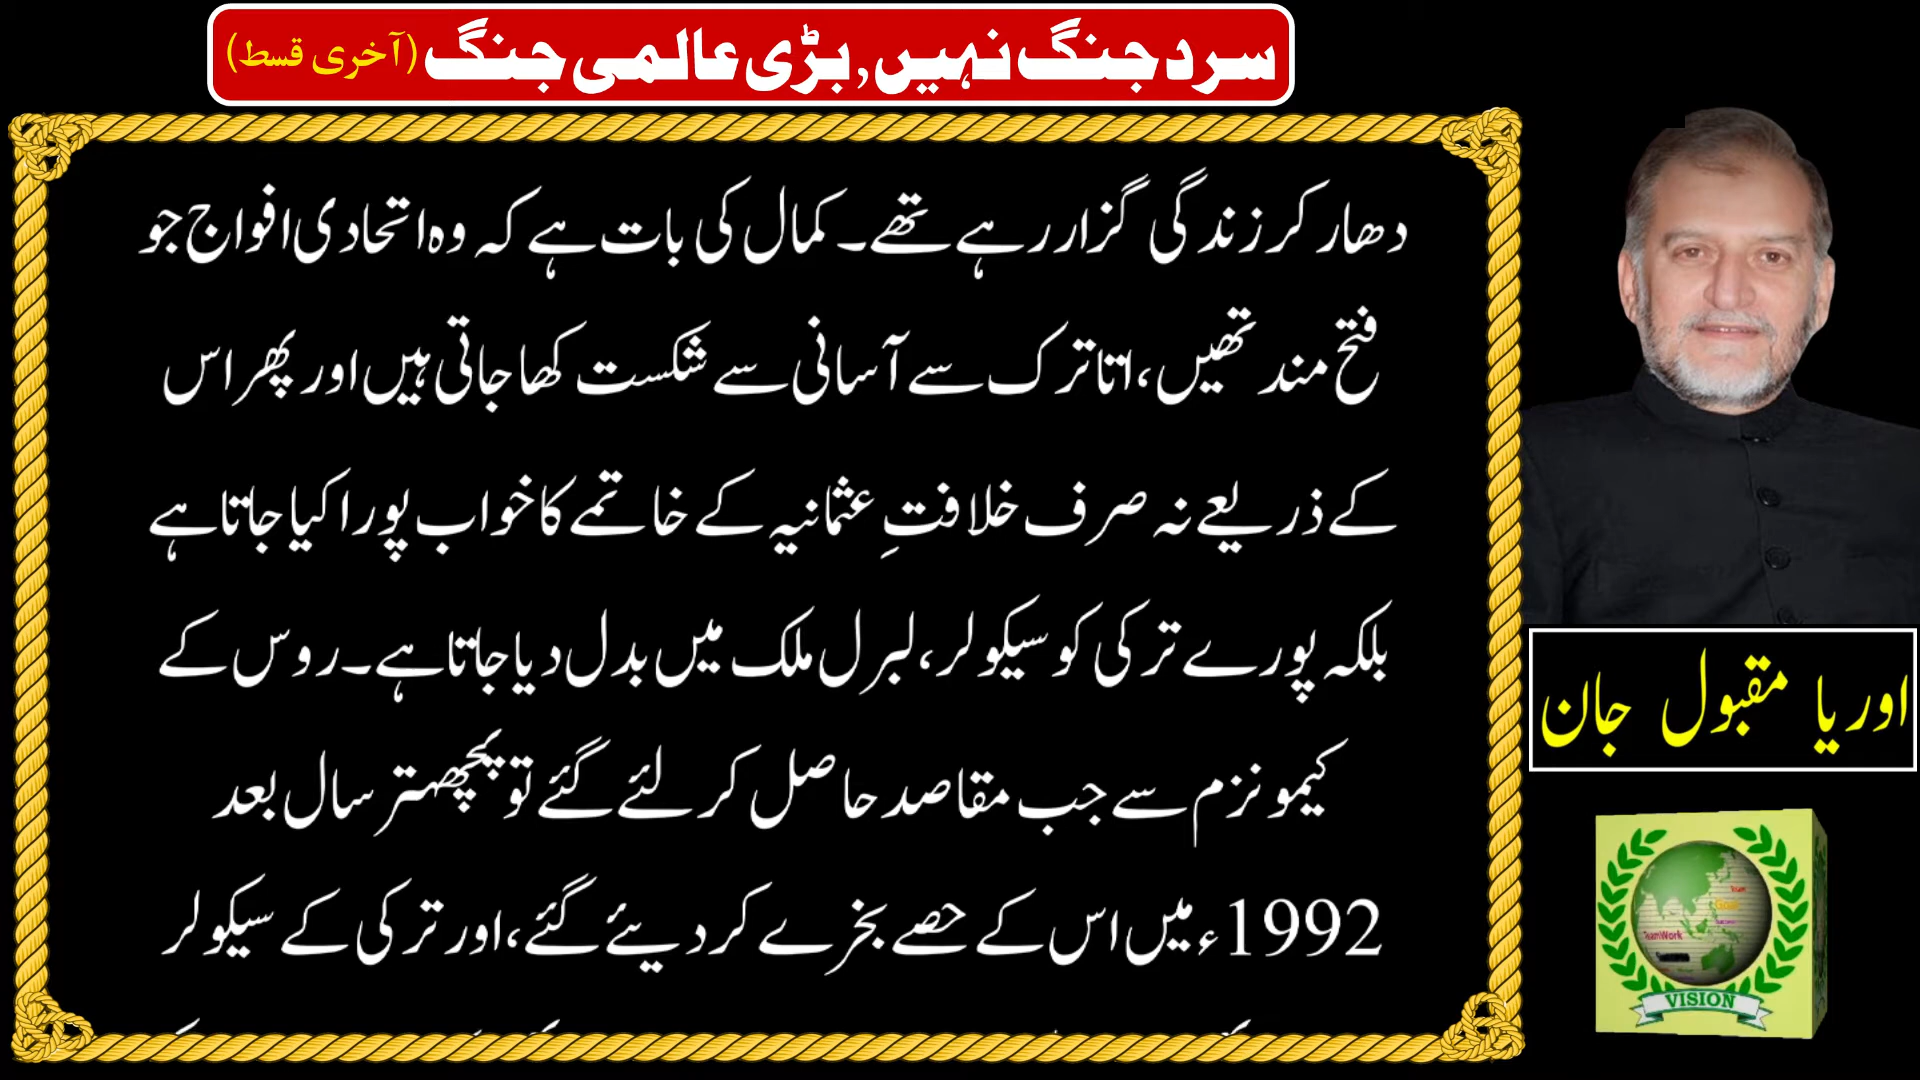 سرد جنگ نہیں, بڑی عالمی جنگ (آخری قسط)
دھار کر زندگی گزار رہے تھے۔ کمال کی بات ہے کہ وہ اتحادی افواج جو
فتح مند تھیں، اتاترک سے آسانی سے شکست کھا جاتی ہیں اور پھر اس
کے ذریعے نہ صرف خلافتِ عثمانیہ کے خاتمے کا خواب پورا کیا جاتا ہے
بلکہ پورے ترکی کو سیکولر، لبرل ملک میں بدل دیا جاتا ہے۔ روس کے
کیمونزم سے جب مقاصد حاصل کر لئے گئے تو پچھتر سال بعد
1992ء میں اس کے حصے بخرے کر دیئے گئے، اور ترکی کے سیکولر
اوریا مقبول جان
TeamWork
VISION